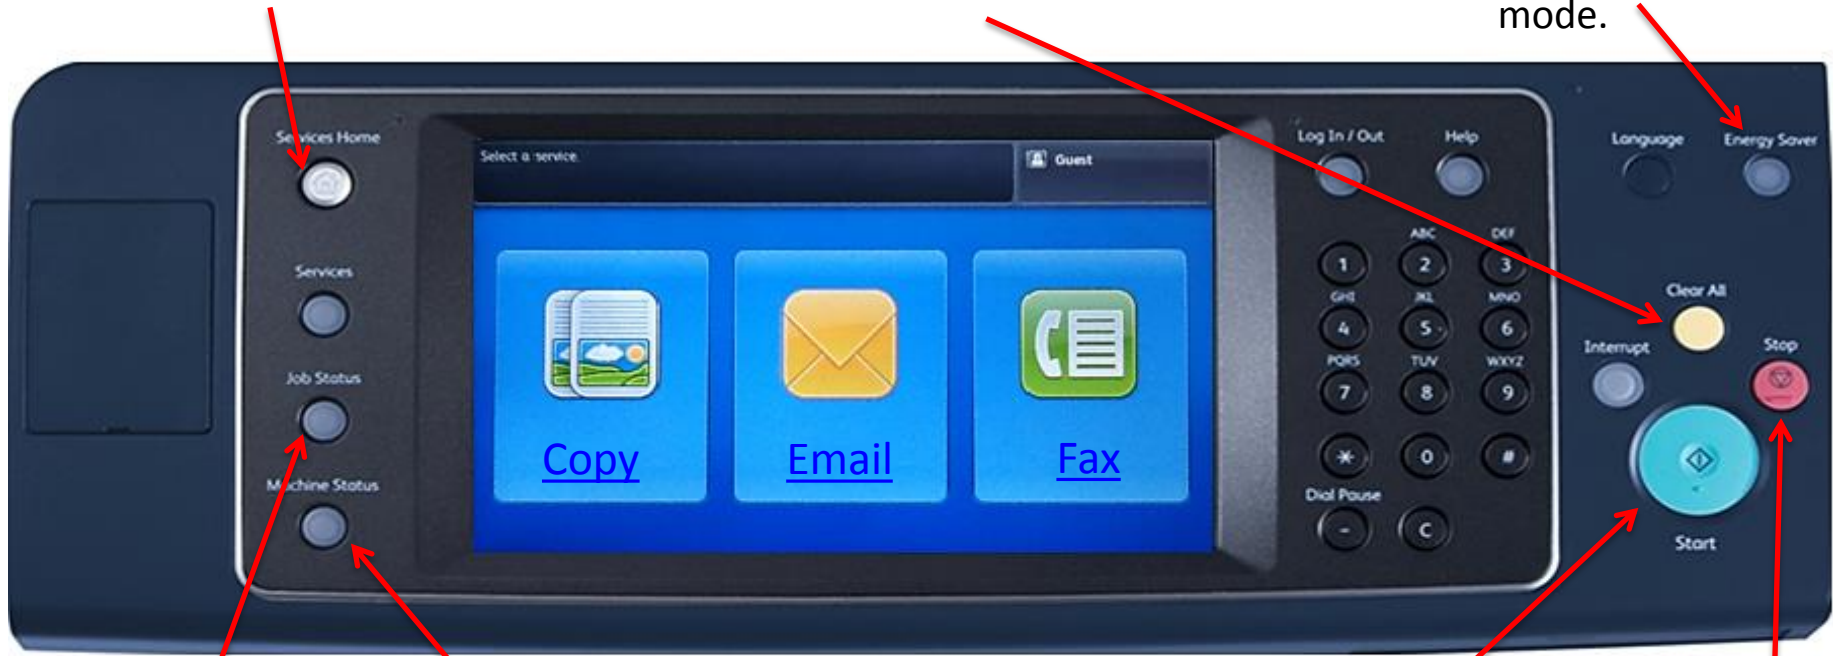 mode.
Services Home
Select a service.
Guest
Log In / Out
Help
Language
Energy Saver
ABC
DEF
1
2
3
Services
Clear All
GHI
JKL
MNO
4
5
6
Interrupt
Stop
PQRS
TUV
WXYZ
Job Status
7
8
9
Copy
Email
Fax
*
0
#
Machine Status
Dial Pause
-
C
Start